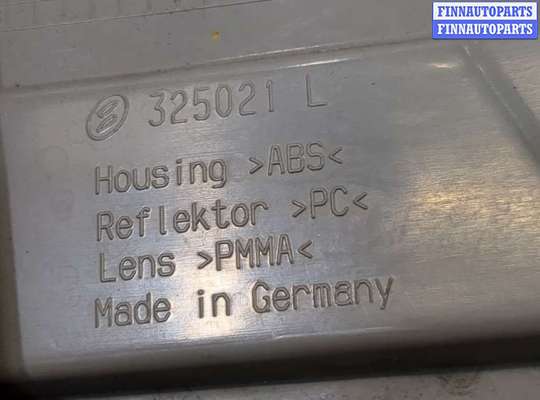 FINNAUTOPARTS
FINNAUTOPARTS
325021 L
Housing >ABS<
Reflektor >PC<
Lens >PMMA<
Made in Germany